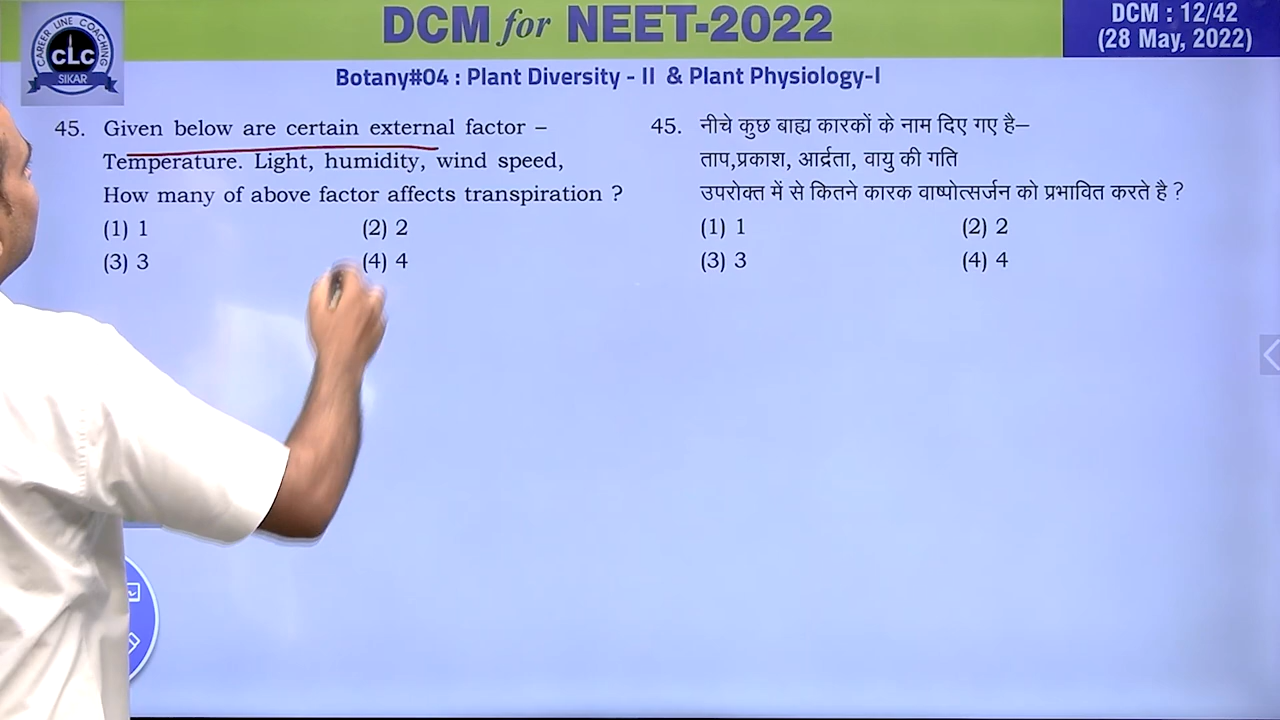 DCM for NEET-2022
DCM : 12/42
(28 May, 2022)
CAREER LINE COACHING
CLC
SIKAR
Botany#04 : Plant Diversity - II & Plant Physiology-I
45. Given below are certain external factor –
Temperature. Light, humidity, wind speed,
How many of above factor affects transpiration ?
(1) 1 (2) 2
(3) 3 (4) 4
45. नीचे कुछ बाह्य कारकों के नाम दिए गए है–
ताप,प्रकाश, आर्द्रता, वायु की गति
उपरोक्त में से कितने कारक वाष्पोत्सर्जन को प्रभावित करते है ?
(1) 1 (2) 2
(3) 3 (4) 4